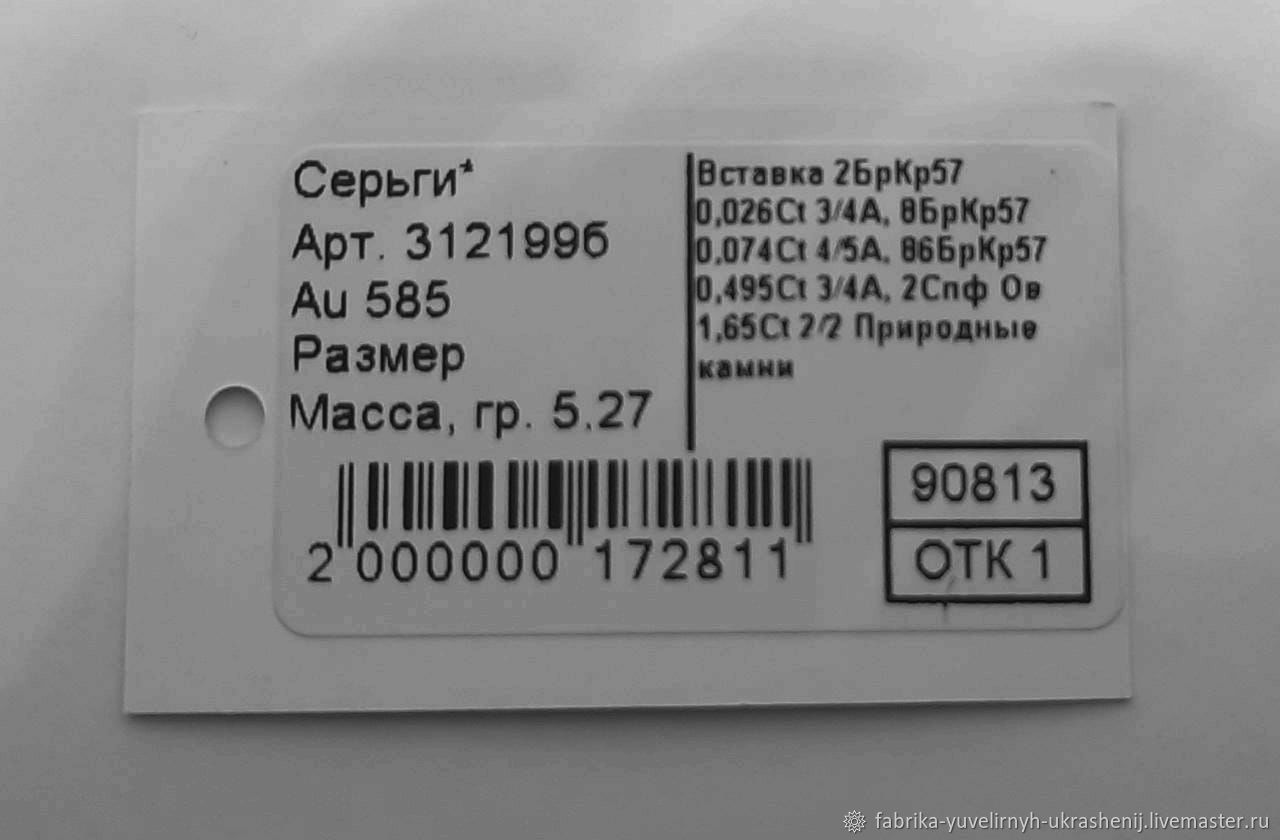 Серьги*
Арт. 3121996
Au 585
Размер
Масса, гр. 5.27
Вставка 2БрКр57
0,026Ct 3/4А, 8БрКр57
0,074Ct 4/5А, 86БрКр57
0,495Ct 3/4А, 2Спф Ов
1,65Ct 2/2 Природные
камни
2 000000 172811
90813
ОТК 1
fabrika-yuvelirnyh-ukrashenij.livemaster.ru